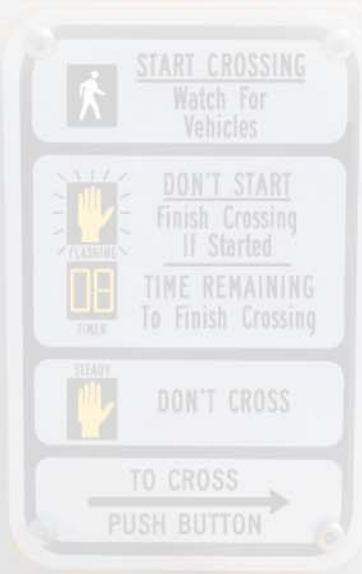 START CROSSING
Watch For
Vehicles
DON'T START
Finish Crossing
If Started
FLASHING
08
TIMER
TIME REMAINING
To Finish Crossing
STEADY
DON'T CROSS
TO CROSS
PUSH BUTTON